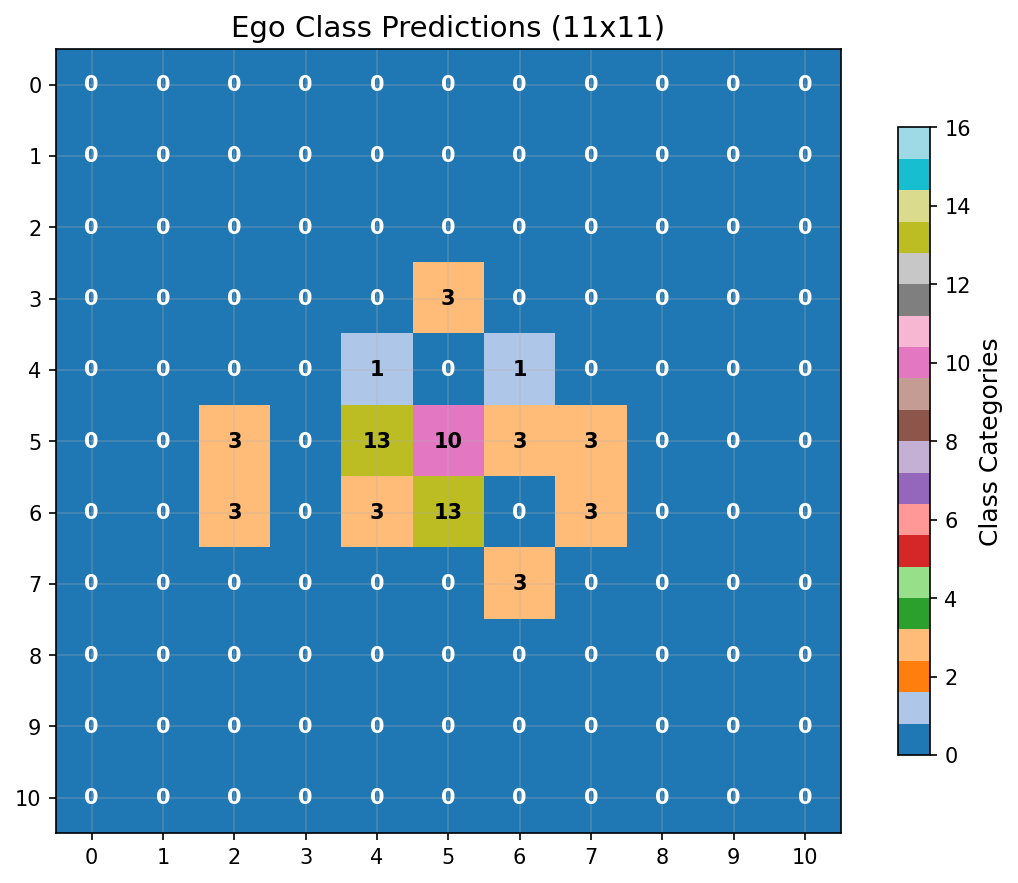 Ego Class Predictions (11x11)
0 0 0 0 0 0 0 0 0 0 0 0
1 0 0 0 0 0 0 0 0 0 0 0
2 0 0 0 0 0 0 0 0 0 0 0
3 0 0 0 0 0 3 0 0 0 0 0
4 0 0 0 0 1 0 1 0 0 0 0
5 0 0 3 0 13 10 3 3 0 0 0
6 0 0 3 0 3 13 0 3 0 0 0
7 0 0 0 0 0 0 3 0 0 0 0
8 0 0 0 0 0 0 0 0 0 0 0
9 0 0 0 0 0 0 0 0 0 0 0
10 0 0 0 0 0 0 0 0 0 0 0
0 1 2 3 4 5 6 7 8 9 10
16
14
12
10
8
6
4
2
0
Class Categories